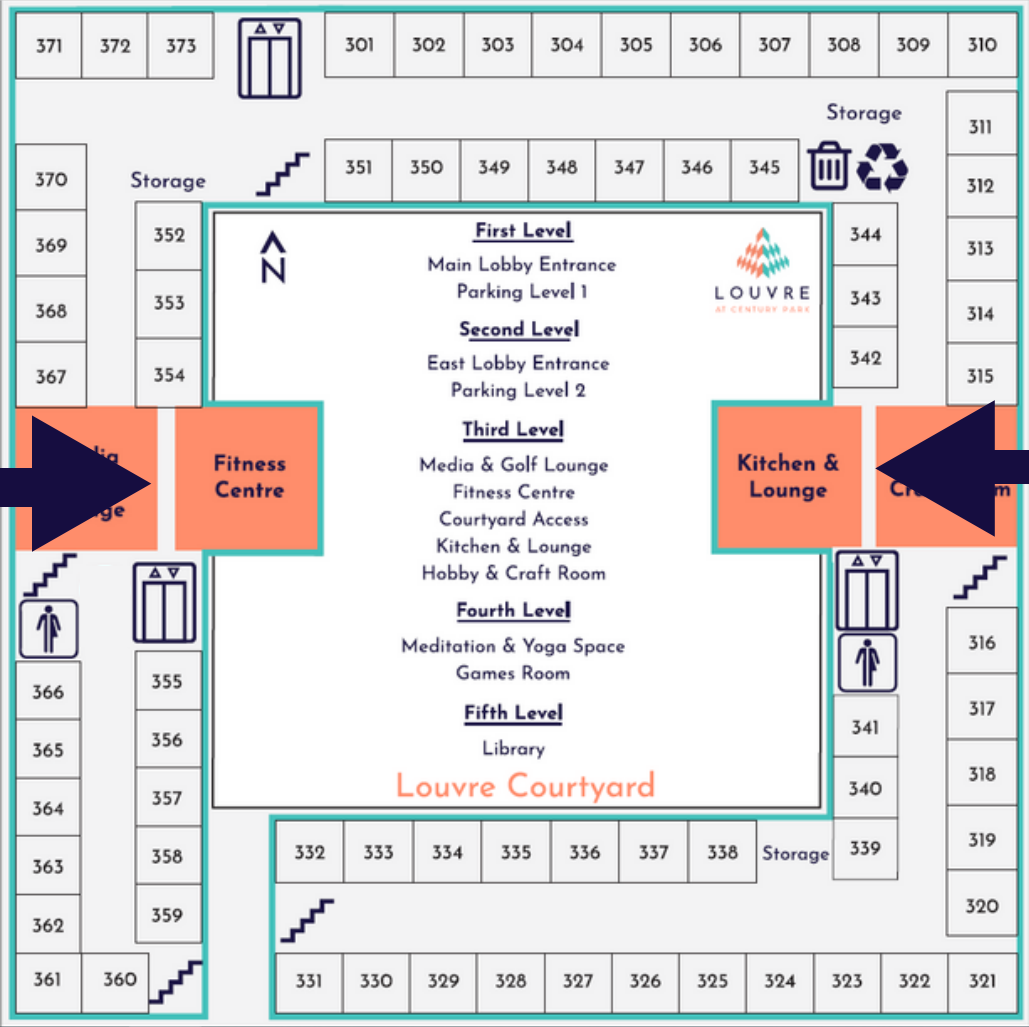 371 372 373 301 302 303 304 305 306 307 308 309 310
Storage
311
370 Storage 351 350 349 348 347 346 345 312
369 352 344 313
368 353 343 314
367 354 342 315
N
First Level
Main Lobby Entrance
Parking Level 1
LOUVRE
AT CENTURY PARK
Second Level
East Lobby Entrance
Parking Level 2
Third Level
Media & Golf Lounge
Fitness Centre
Courtyard Access
Kitchen & Lounge
Hobby & Craft Room
Fourth Level
Meditation & Yoga Space
Games Room
Fifth Level
Library
Louvre Courtyard
Fitness
Centre
Kitchen &
Lounge
366 355 316
365 356 341 317
364 357 340 318
363 358 332 333 334 335 336 337 338 Storage 339 319
362 359 320
361 360 331 330 329 328 327 326 325 324 323 322 321